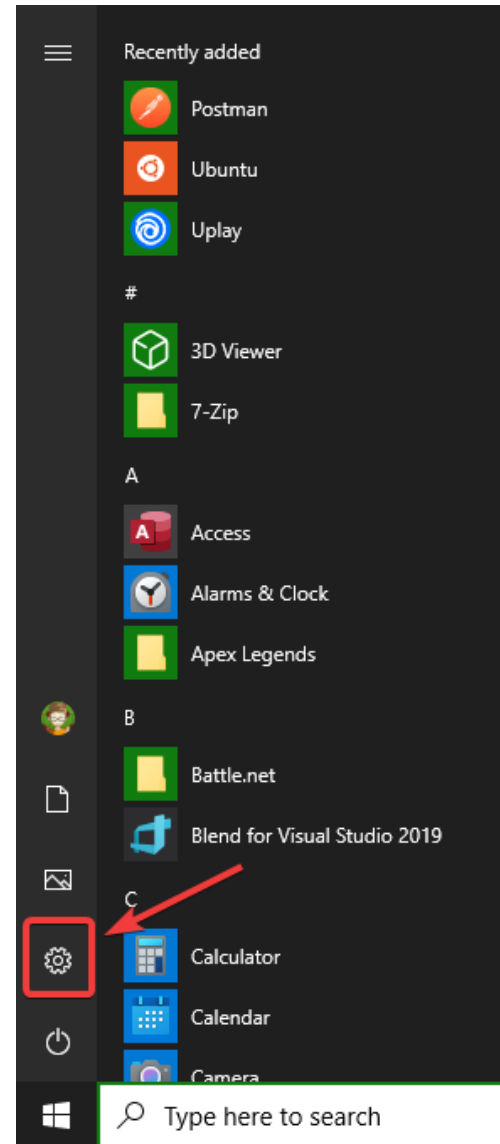 Recently added
Postman
Ubuntu
Uplay
#
3D Viewer
7-Zip
A
Access
Alarms & Clock
Apex Legends
B
Battle.net
Blend for Visual Studio 2019
C
Calculator
Calendar
Camera
Type here to search